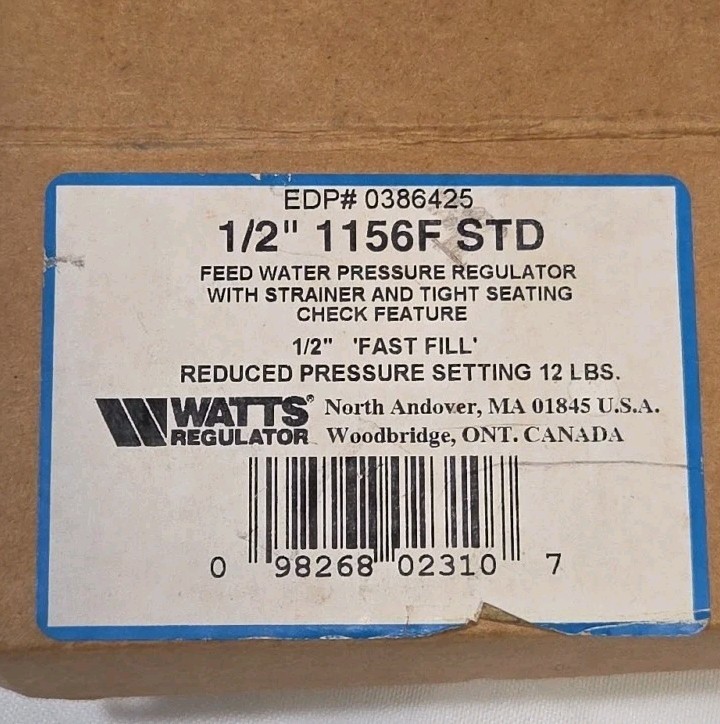 EDP# 0386425
1/2" 1156F STD
FEED WATER PRESSURE REGULATOR
WITH STRAINER AND TIGHT SEATING
CHECK FEATURE
1/2" 'FAST FILL'
REDUCED PRESSURE SETTING 12 LBS.
WATTS®
REGULATOR
North Andover, MA 01845 U.S.A.
Woodbridge, ONT. CANADA
0 98268 02310 7